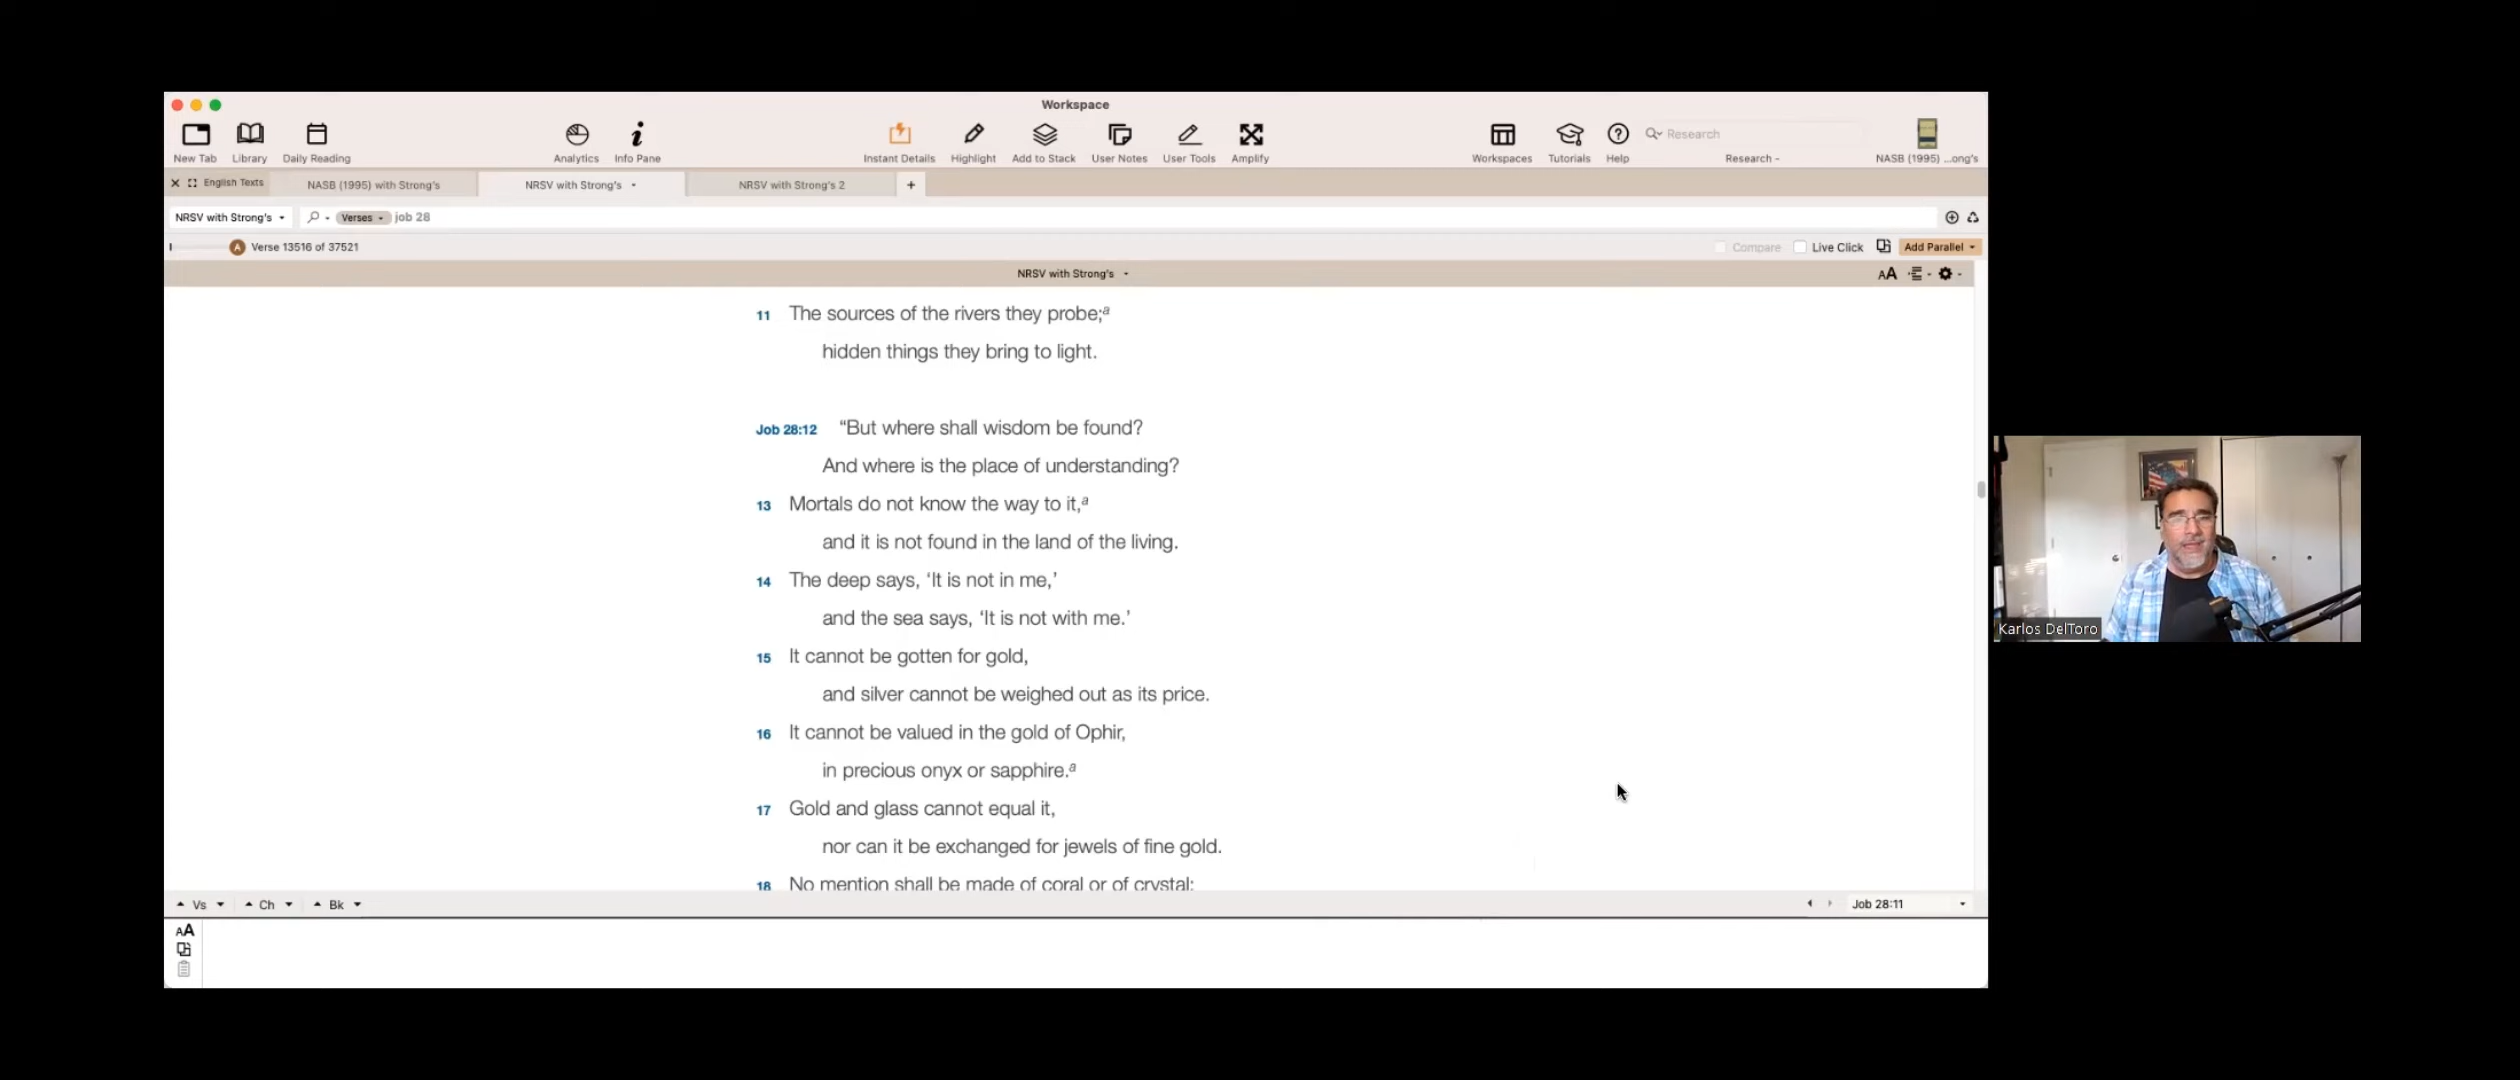 Workspace
New Tab Library Daily Reading Analytics Info Pane Instant Details Highlight Add to Stack User Notes User Tools Amplify Workspaces Tutorials Help Research Research NASB (1995) ...ong's
English Texts NASB (1995) with Strong's NRSV with Strong's NRSV with Strong's 2 +
NRSV with Strong's Verses job 28
A Verse 13516 of 37521 Compare Live Click Add Parallel
NRSV with Strong's AA
11 The sources of the rivers they probe;a
hidden things they bring to light.
Job 28:12 “But where shall wisdom be found?
And where is the place of understanding?
13 Mortals do not know the way to it,a
and it is not found in the land of the living.
14 The deep says, ‘It is not in me,’
and the sea says, ‘It is not with me.’
15 It cannot be gotten for gold,
and silver cannot be weighed out as its price.
16 It cannot be valued in the gold of Ophir,
in precious onyx or sapphire.a
17 Gold and glass cannot equal it,
nor can it be exchanged for jewels of fine gold.
18 No mention shall be made of coral or of crystal;
Vs Ch Bk Job 28:11
AA
Karlos DelToro